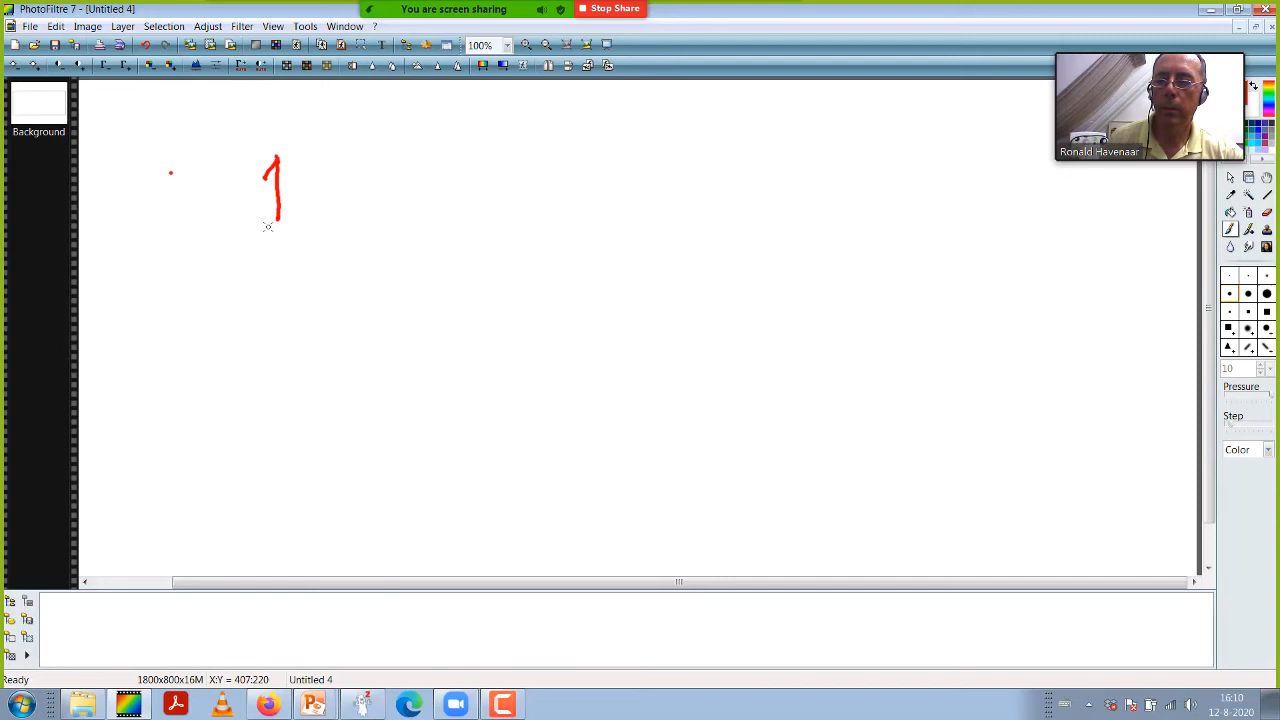 PhotoFiltre 7 - [Untitled 4]
You are screen sharing
Stop Share
File Edit Image Layer Selection Adjust Filter View Tools Window ?
100%
Background
Ronald Havenaar
1
10
Pressure
Step
Color
Ready
1800x800x16M
X:Y = 407:220
Untitled 4
16:10
12-8-2020